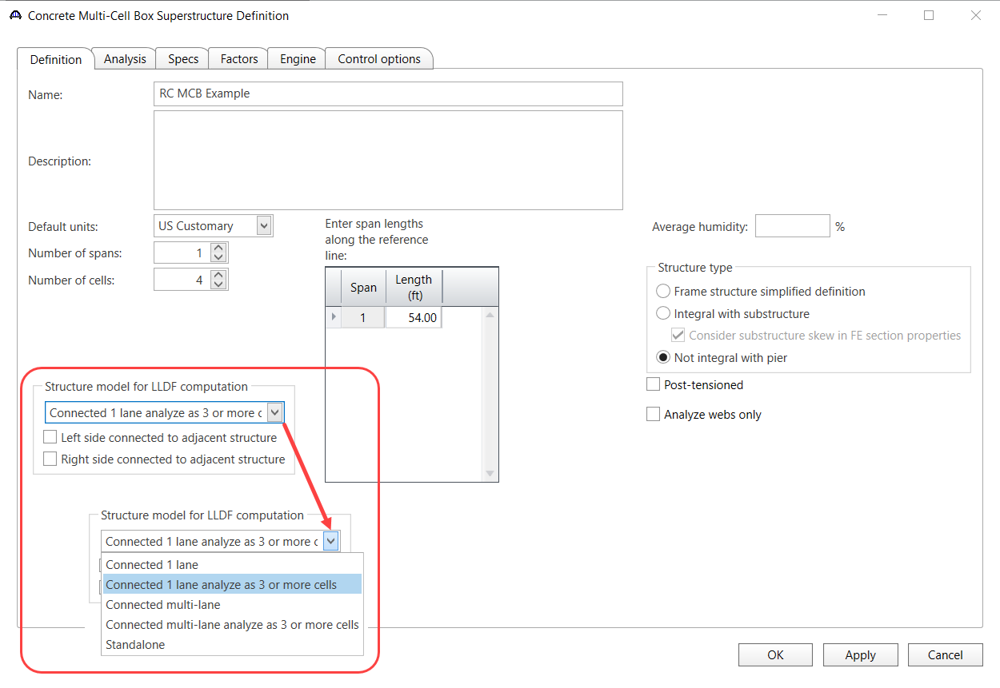 Concrete Multi-Cell Box Superstructure Definition
Definition Analysis Specs Factors Engine Control options
Name: RC MCB Example
Description:
Default units: US Customary
Number of spans: 1
Number of cells: 4
Enter span lengths
along the reference
line:
Span Length
(ft)
1 54.00
Average humidity: %
Structure type
Frame structure simplified definition
Integral with substructure
Consider substructure skew in FE section properties
Not integral with pier
Post-tensioned
Analyze webs only
Structure model for LLDF computation
Connected 1 lane analyze as 3 or more c
Left side connected to adjacent structure
Right side connected to adjacent structure
Structure model for LLDF computation
Connected 1 lane analyze as 3 or more c
Connected 1 lane
Connected 1 lane analyze as 3 or more cells
Connected multi-lane
Connected multi-lane analyze as 3 or more cells
Standalone
OK Apply Cancel